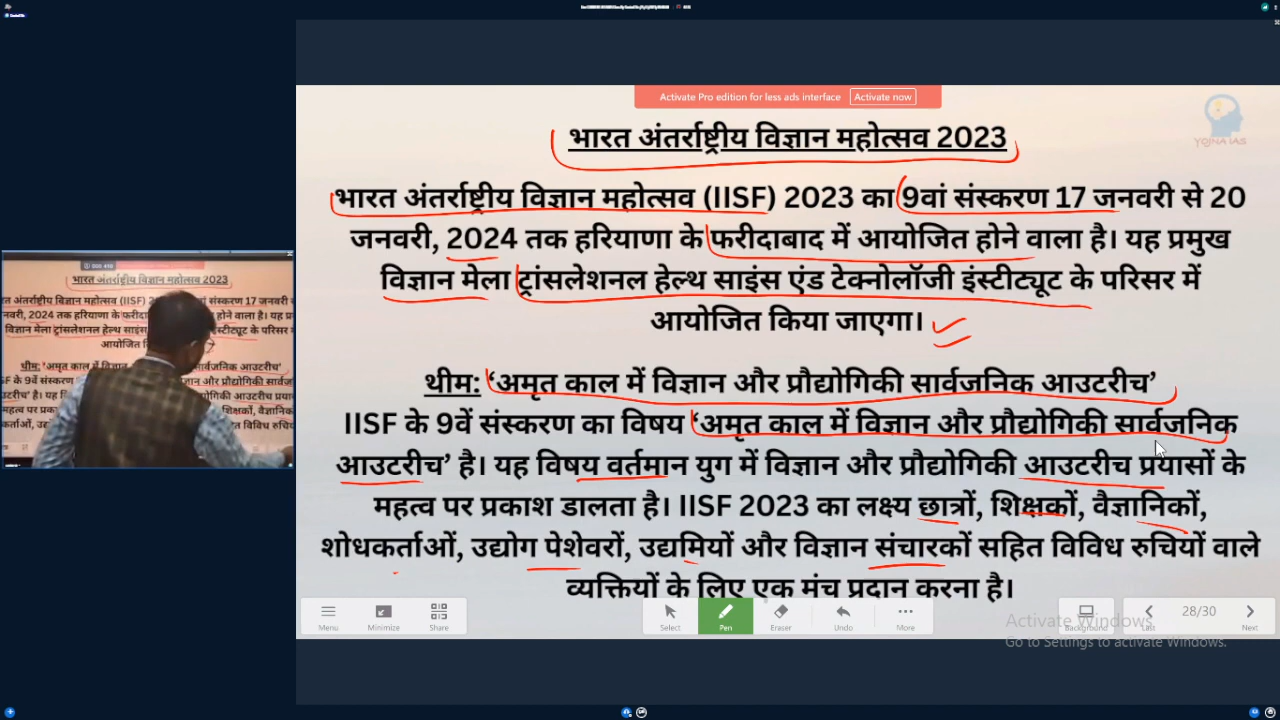 Activate Pro edition for less ads interface Activate now
YOJNA IAS
भारत अंतर्राष्ट्रीय विज्ञान महोत्सव 2023
भारत अंतर्राष्ट्रीय विज्ञान महोत्सव (IISF) 2023 का 9वां संस्करण 17 जनवरी से 20
जनवरी, 2024 तक हरियाणा के फरीदाबाद में आयोजित होने वाला है। यह प्रमुख
विज्ञान मेला ट्रांसलेशनल हेल्थ साइंस एंड टेक्नोलॉजी इंस्टीट्यूट के परिसर में
आयोजित किया जाएगा।
थीम: ‘अमृत काल में विज्ञान और प्रौद्योगिकी सार्वजनिक आउटरीच’
IISF के 9वें संस्करण का विषय ‘अमृत काल में विज्ञान और प्रौद्योगिकी सार्वजनिक
आउटरीच’ है। यह विषय वर्तमान युग में विज्ञान और प्रौद्योगिकी आउटरीच प्रयासों के
महत्व पर प्रकाश डालता है। IISF 2023 का लक्ष्य छात्रों, शिक्षकों, वैज्ञानिकों,
शोधकर्ताओं, उद्योग पेशेवरों, उद्यमियों और विज्ञान संचारकों सहित विविध रुचियों वाले
व्यक्तियों के लिए एक मंच प्रदान करना है।
Menu Minimize Share Select Pen Eraser Undo More Background Last 28/30 Next
Activate Windows
Go to Settings to activate Windows.